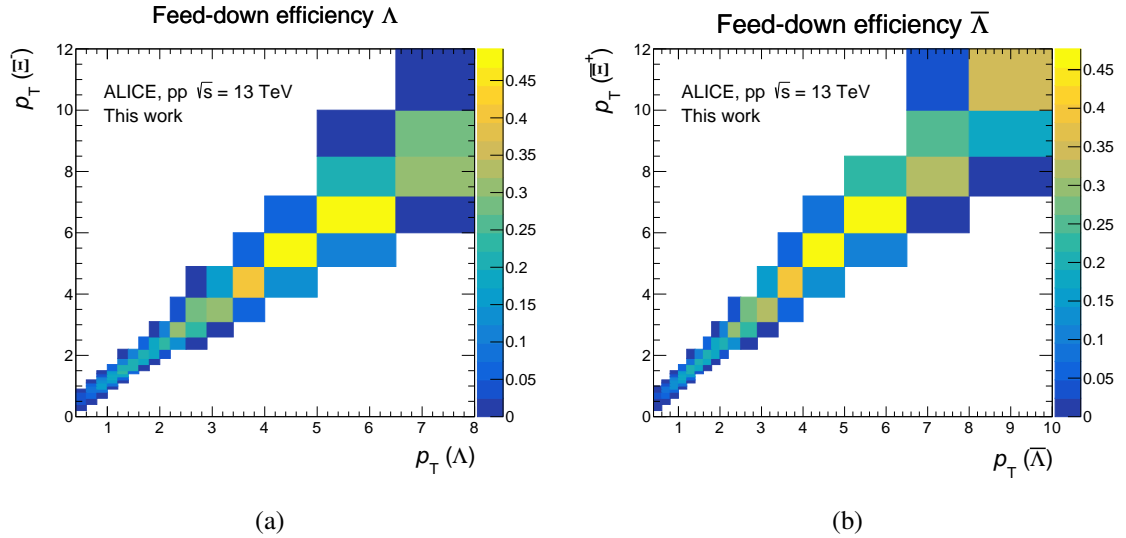 Feed-down efficiency Λ
p_T (Ξ⁻)
ALICE, pp √s = 13 TeV
This work
12
10
8
6
4
2
0
1 2 3 4 5 6 7 8
p_T (Λ)
0.45
0.4
0.35
0.3
0.25
0.2
0.15
0.1
0.05
0
(a)
Feed-down efficiency Λ̅
p_T (Ξ̅⁺)
ALICE, pp √s = 13 TeV
This work
12
10
8
6
4
2
0
1 2 3 4 5 6 7 8 9 10
p_T (Λ̅)
0.45
0.4
0.35
0.3
0.25
0.2
0.15
0.1
0.05
0
(b)